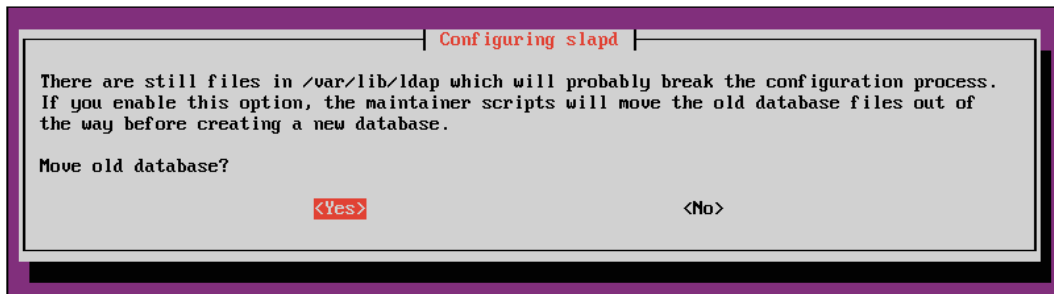 Configuring slapd
There are still files in /var/lib/ldap which will probably break the configuration process.
If you enable this option, the maintainer scripts will move the old database files out of
the way before creating a new database.
Move old database?
<Yes> <No>